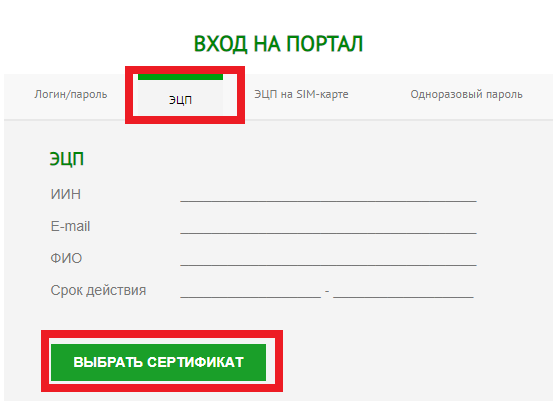 ВХОД НА ПОРТАЛ
Логин/пароль ЭЦП ЭЦП на SIM-карте Одноразовый пароль
ЭЦП
ИИН
E-mail
ФИО
Срок действия -
ВЫБРАТЬ СЕРТИФИКАТ